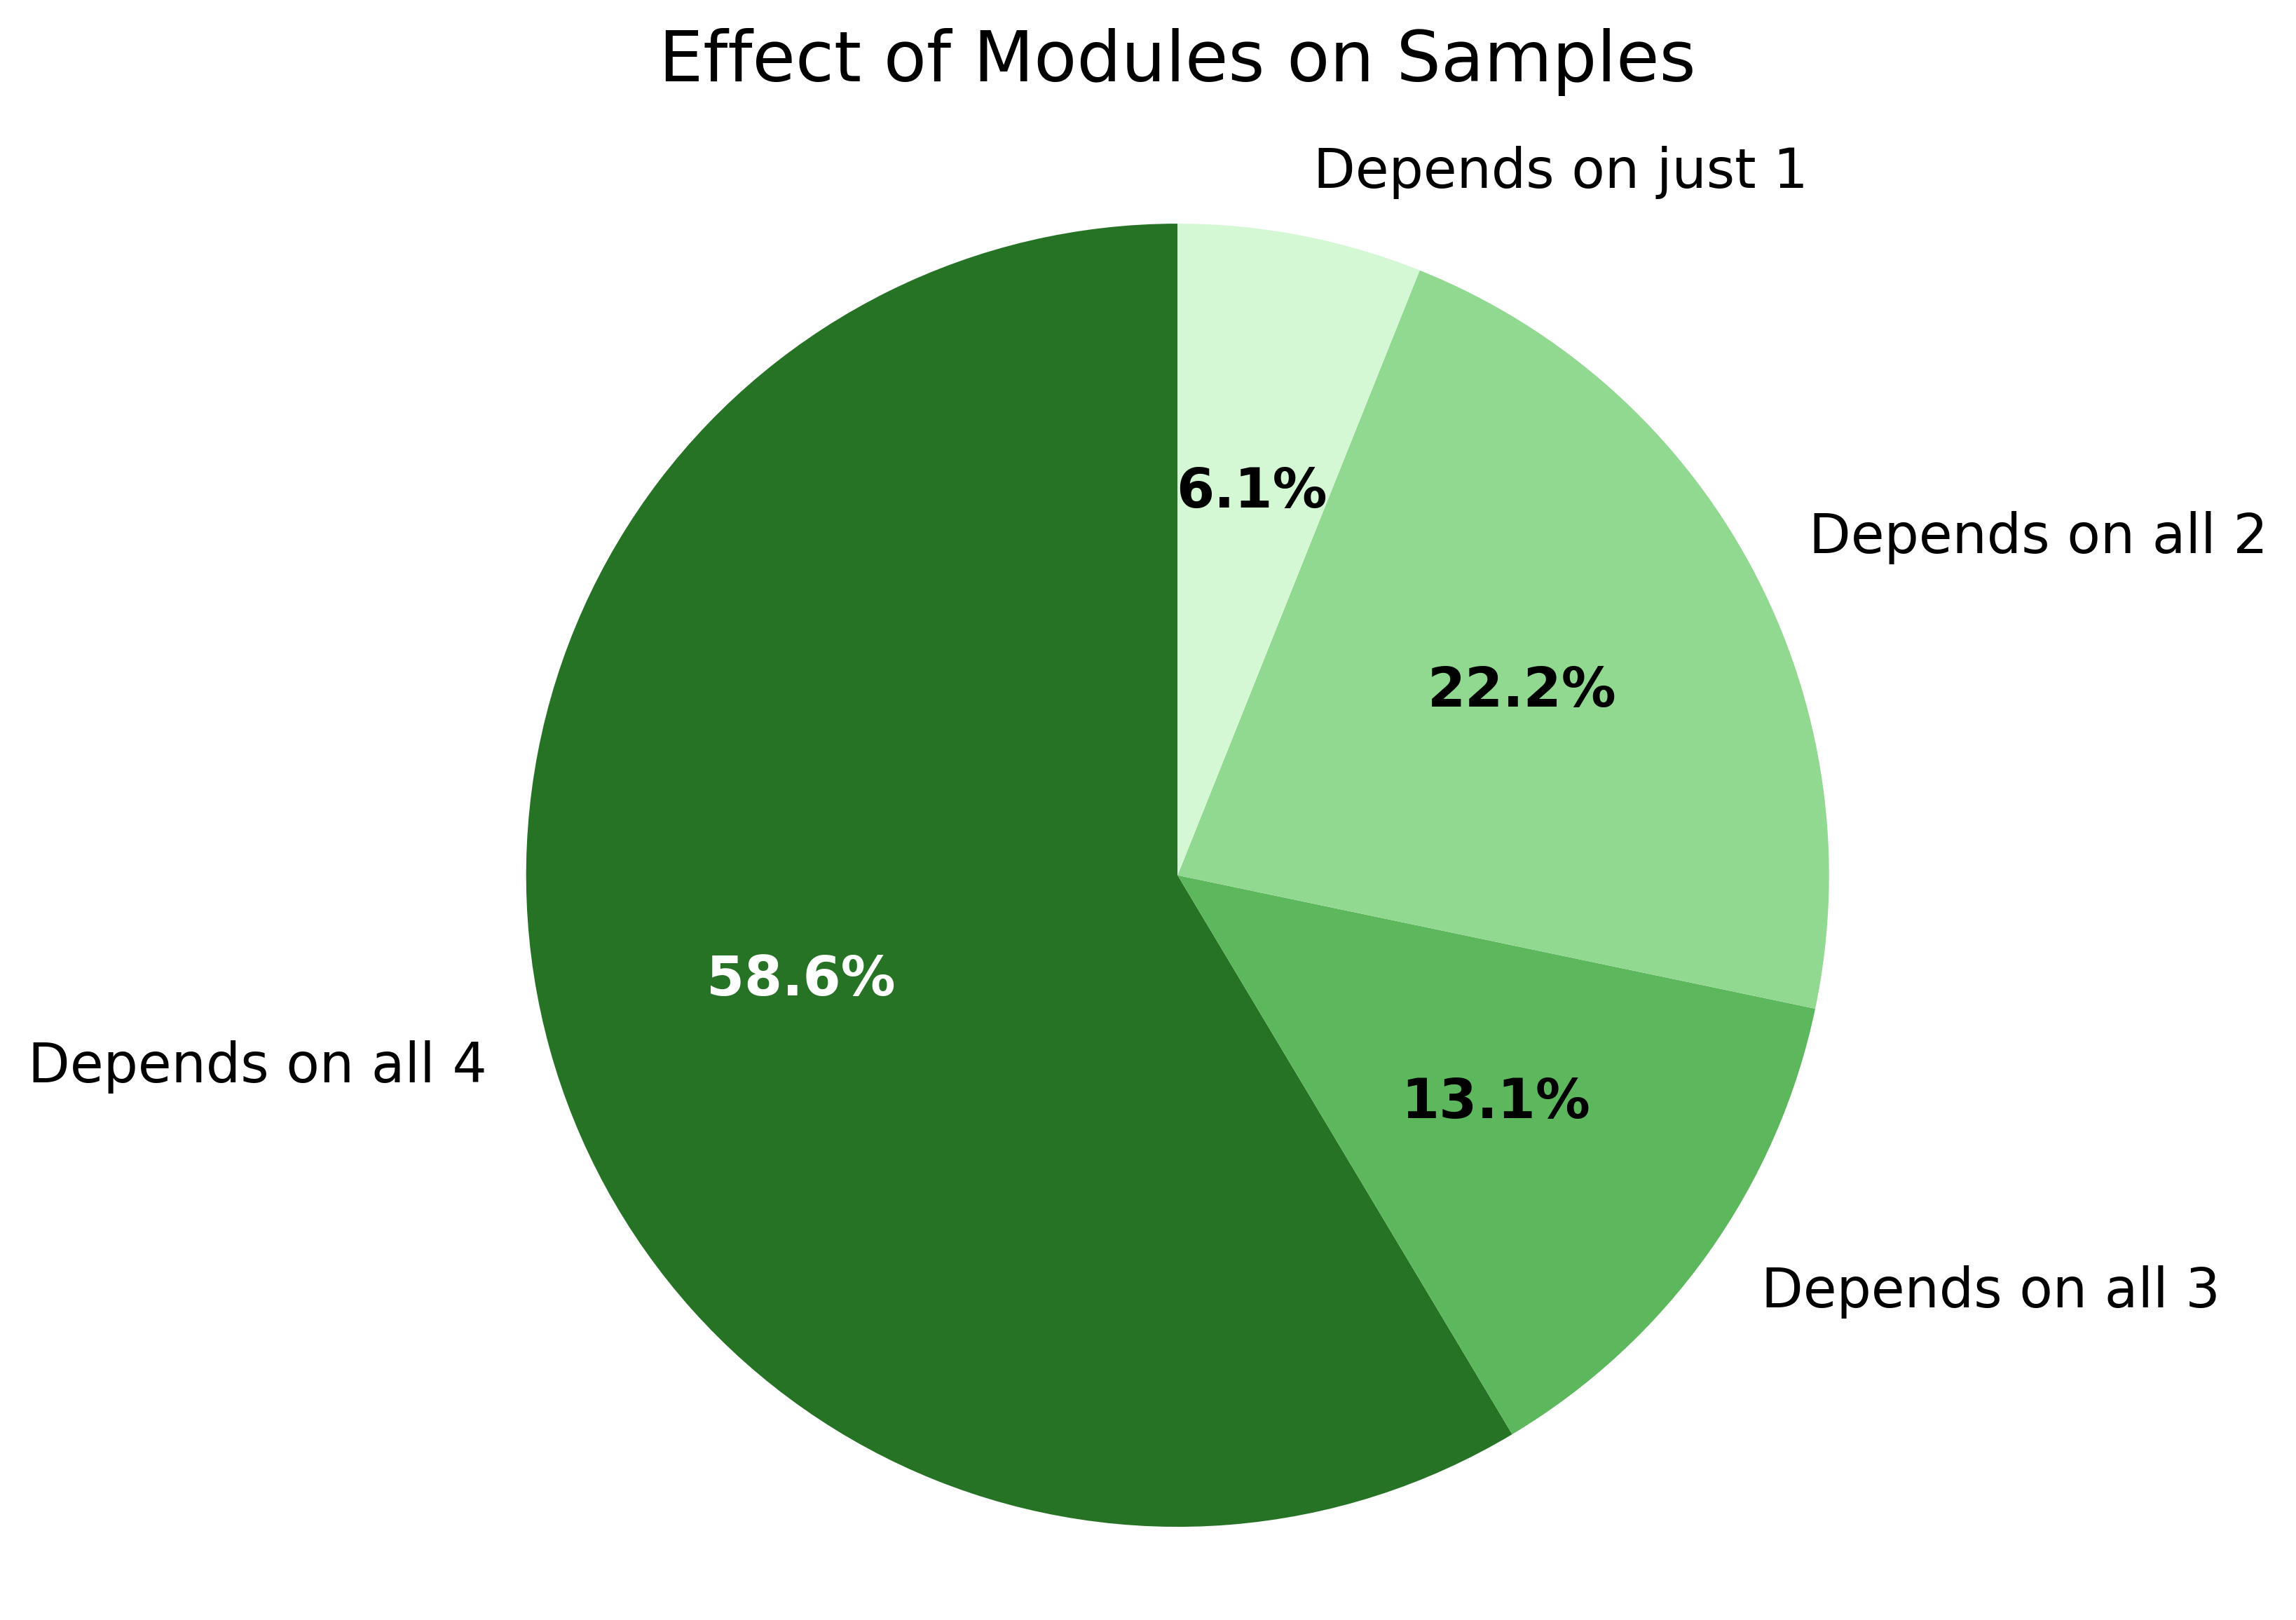 Effect of Modules on Samples
Depends on just 1
6.1%
Depends on all 2
22.2%
58.6%
Depends on all 4
13.1%
Depends on all 3